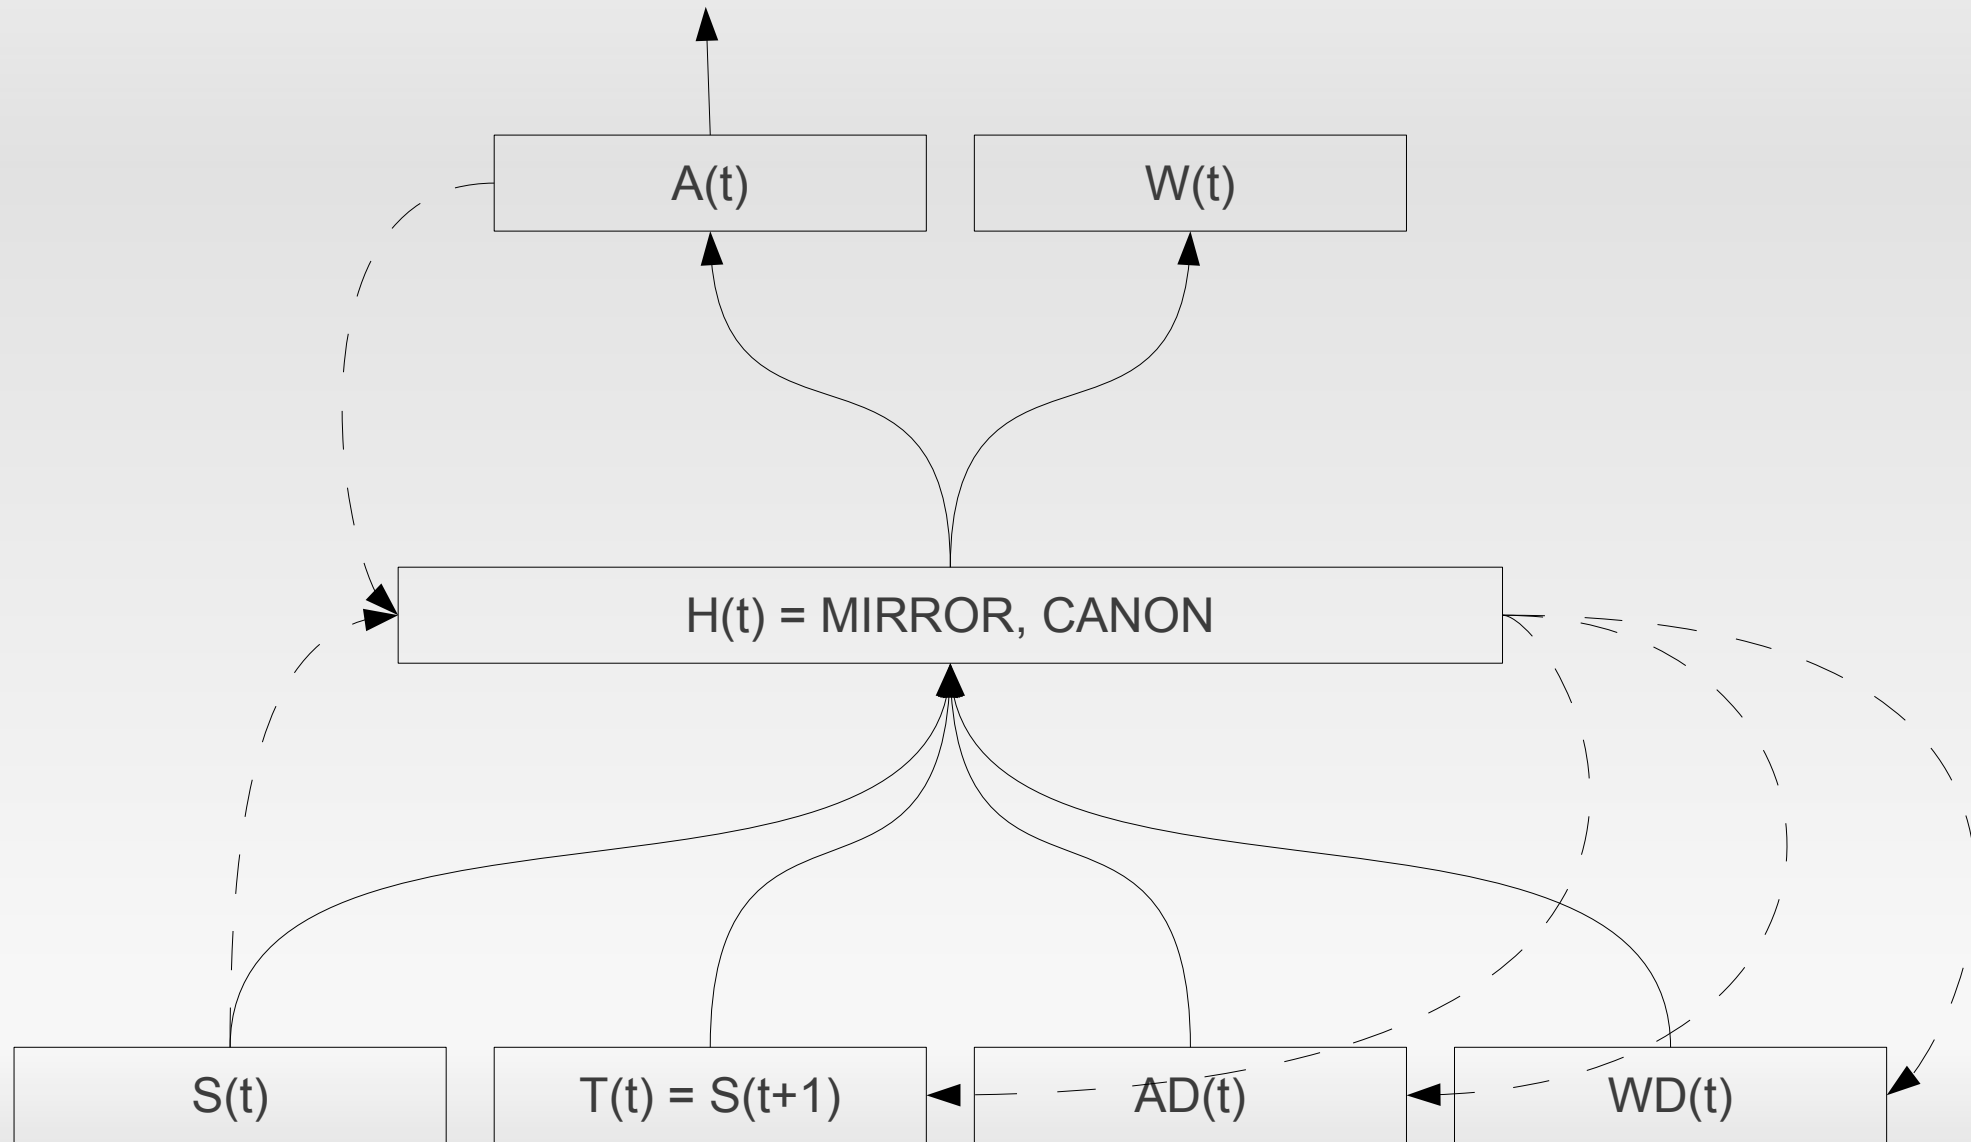 A(t)
W(t)
H(t) = MIRROR, CANON
S(t)
T(t) = S(t+1)
AD(t)
WD(t)